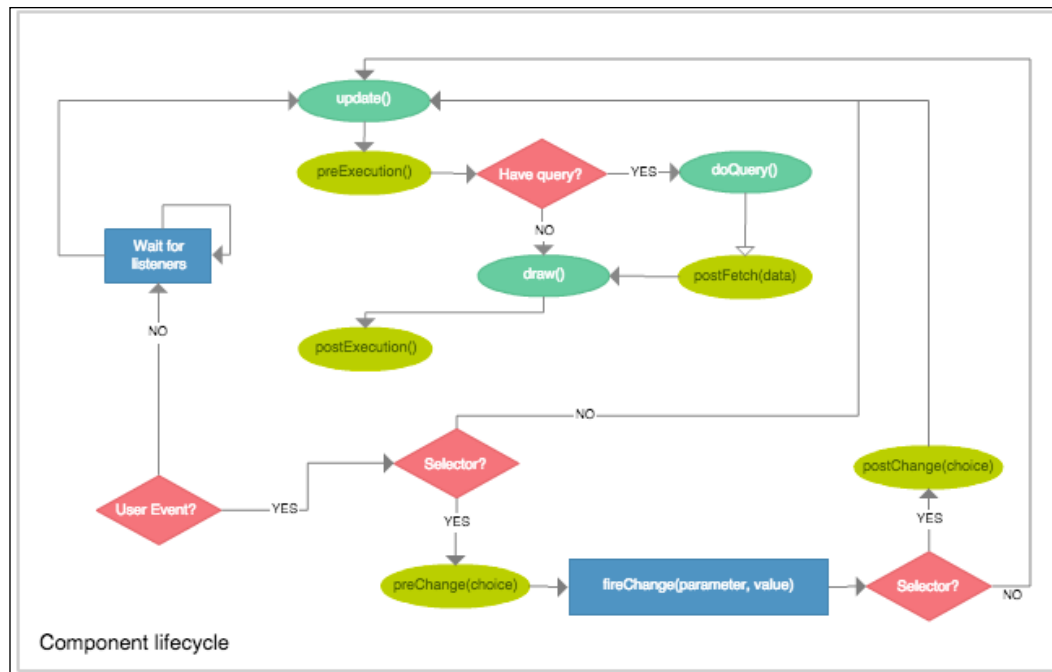 update()
preExecution()
Have query?
YES
doQuery()
NO
Wait for
listeners
draw()
postFetch(data)
NO
postExecution()
NO
Selector?
postChange(choice)
User Event?
YES
YES
YES
preChange(choice)
fireChange(parameter, value)
Selector?
NO
Component lifecycle